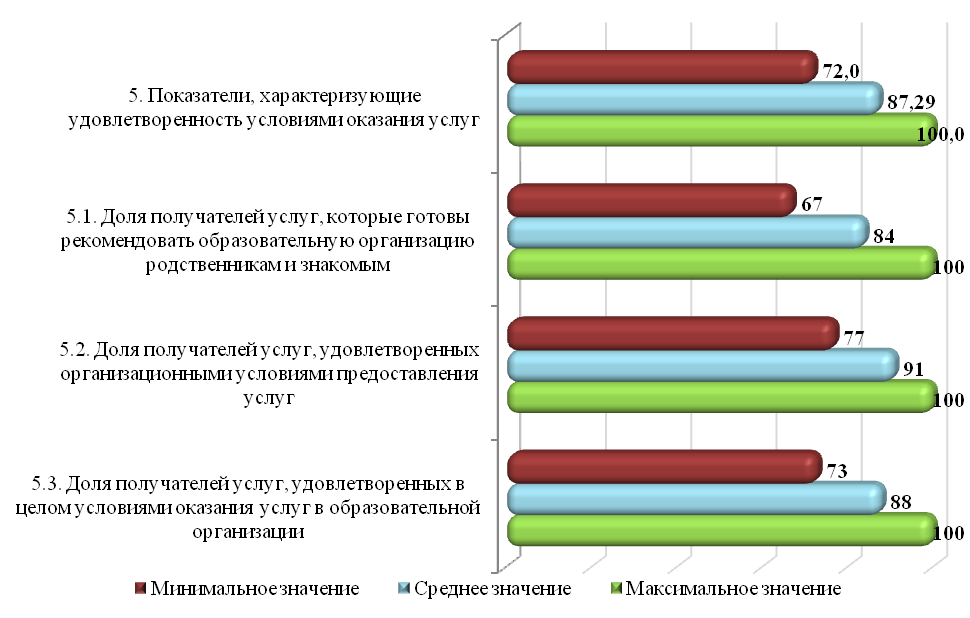 5. Показатели, характеризующие
удовлетворенность условиями оказания услуг
72,0
87,29
100,0
5.1. Доля получателей услуг, которые готовы
рекомендовать образовательную организацию
родственникам и знакомым
67
84
100
5.2. Доля получателей услуг, удовлетворенных
организационными условиями предоставления
услуг
77
91
100
5.3. Доля получателей услуг, удовлетворенных в
целом условиями оказания услуг в образовательной
организации
73
88
100
Минимальное значение Среднее значение Максимальное значение